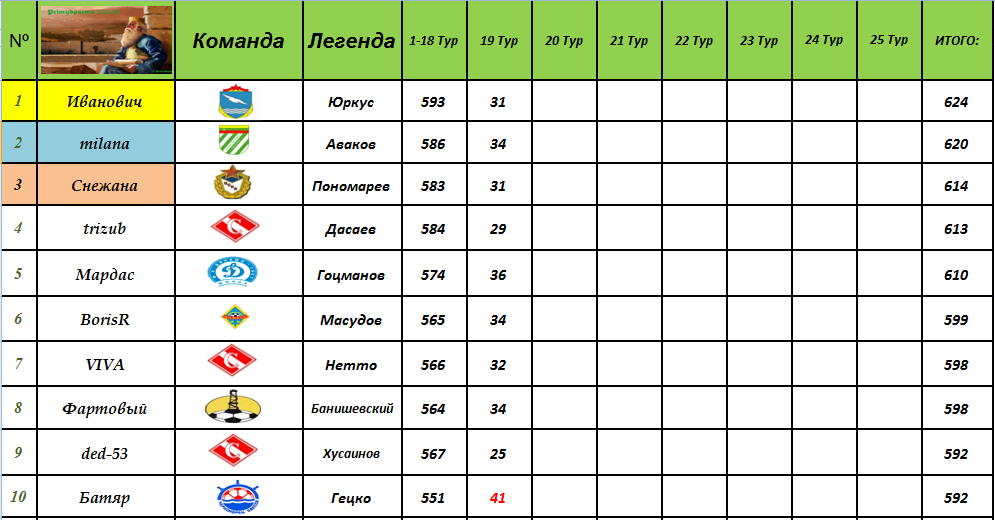 № Команда Легенда 1-18 Тур 19 Тур 20 Тур 21 Тур 22 Тур 23 Тур 24 Тур 25 Тур ИТОГО:
1 Иванович Юркус 593 31 624
2 milana Аваков 586 34 620
3 Снежана Пономарев 583 31 614
4 trizub Дасаев 584 29 613
5 Мардас Гоцманов 574 36 610
6 BorisR Масудов 565 34 599
7 VIVA Нетто 566 32 598
8 Фартовый Банишевский 564 34 598
9 ded-53 Хусаинов 567 25 592
10 Батяр Гецко 551 41 592